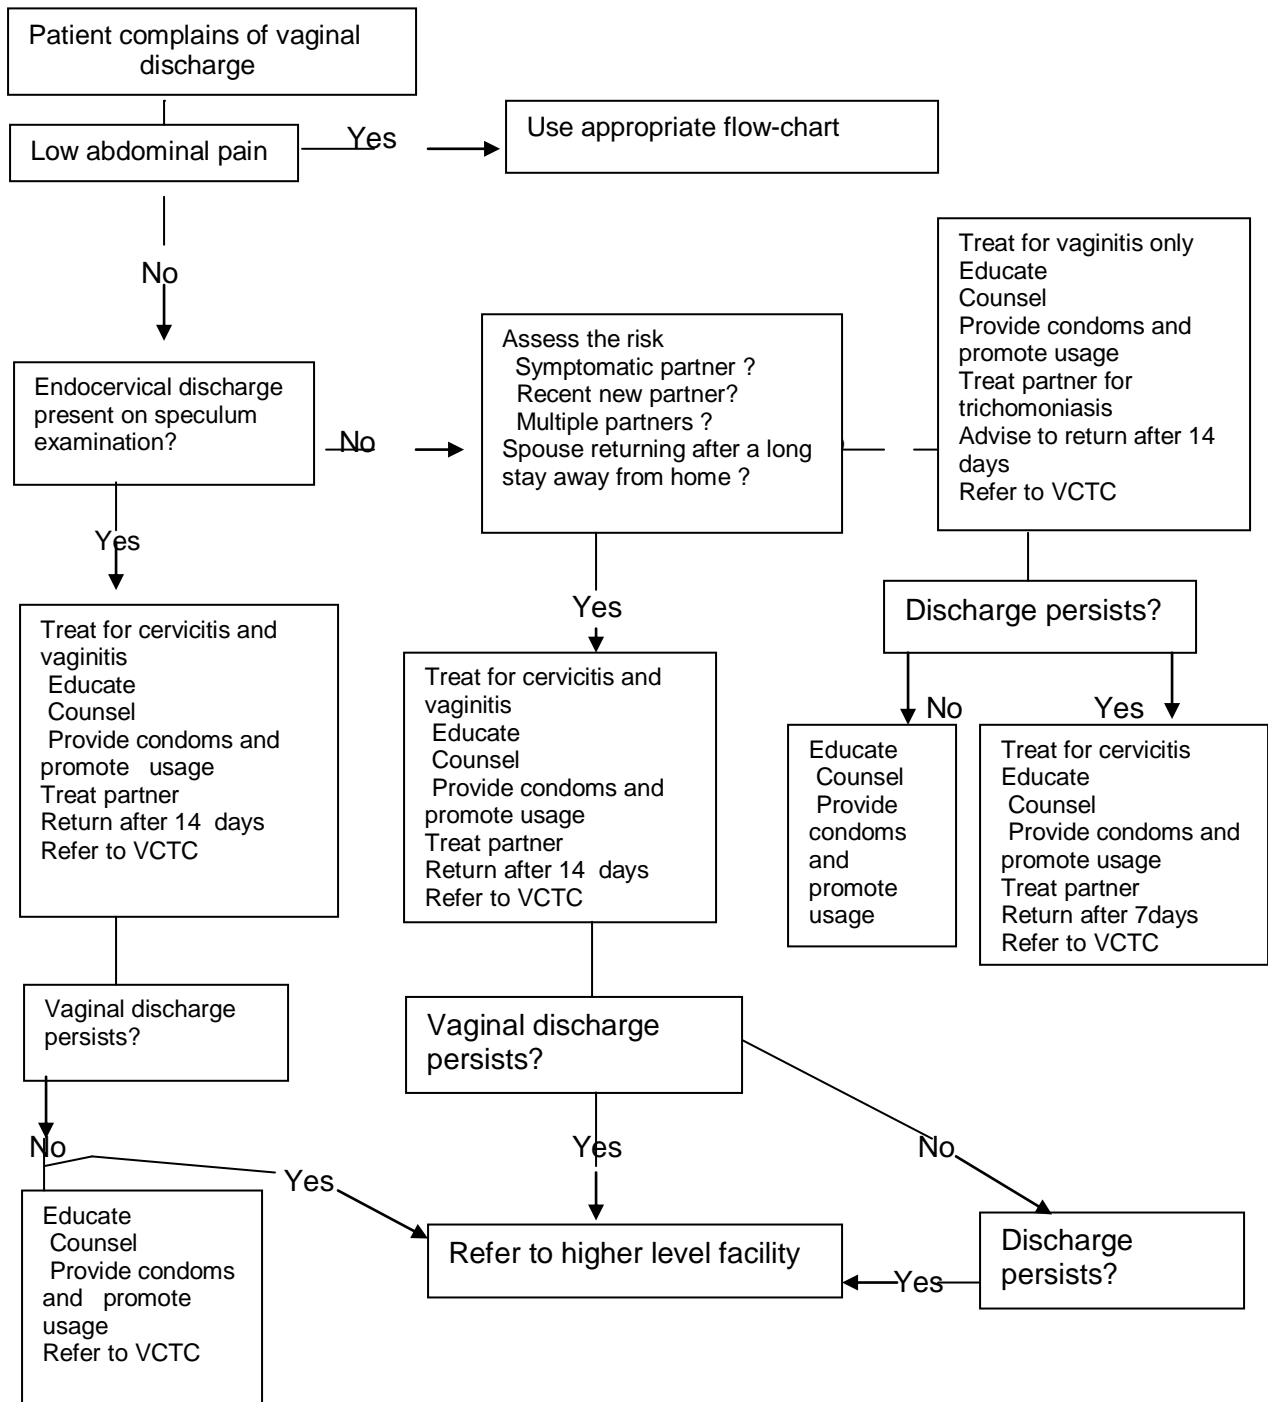 Patient complains of vaginal
discharge
Low abdominal pain
Yes
Use appropriate flow-chart
No
Endocervical discharge
present on speculum
examination?
No
Assess the risk
Symptomatic partner ?
Recent new partner?
Multiple partners ?
Spouse returning after a long
stay away from home ?
Treat for vaginitis only
Educate
Counsel
Provide condoms and
promote usage
Treat partner for
trichomoniasis
Advise to return after 14
days
Refer to VCTC
Yes
Treat for cervicitis and
vaginitis
Educate
Counsel
Provide condoms and
promote usage
Treat partner
Return after 14 days
Refer to VCTC
Yes
Treat for cervicitis and
vaginitis
Educate
Counsel
Provide condoms and
promote usage
Treat partner
Return after 14 days
Refer to VCTC
Discharge persists?
No
Yes
Educate
Counsel
Provide
condoms
and
promote
usage
Treat for cervicitis
Educate
Counsel
Provide condoms and
promote usage
Treat partner
Return after 7days
Refer to VCTC
Vaginal discharge
persists?
No
Yes
Educate
Counsel
Provide condoms
and promote
usage
Refer to VCTC
Vaginal discharge
persists?
Yes
No
Refer to higher level facility
Yes
Discharge
persists?